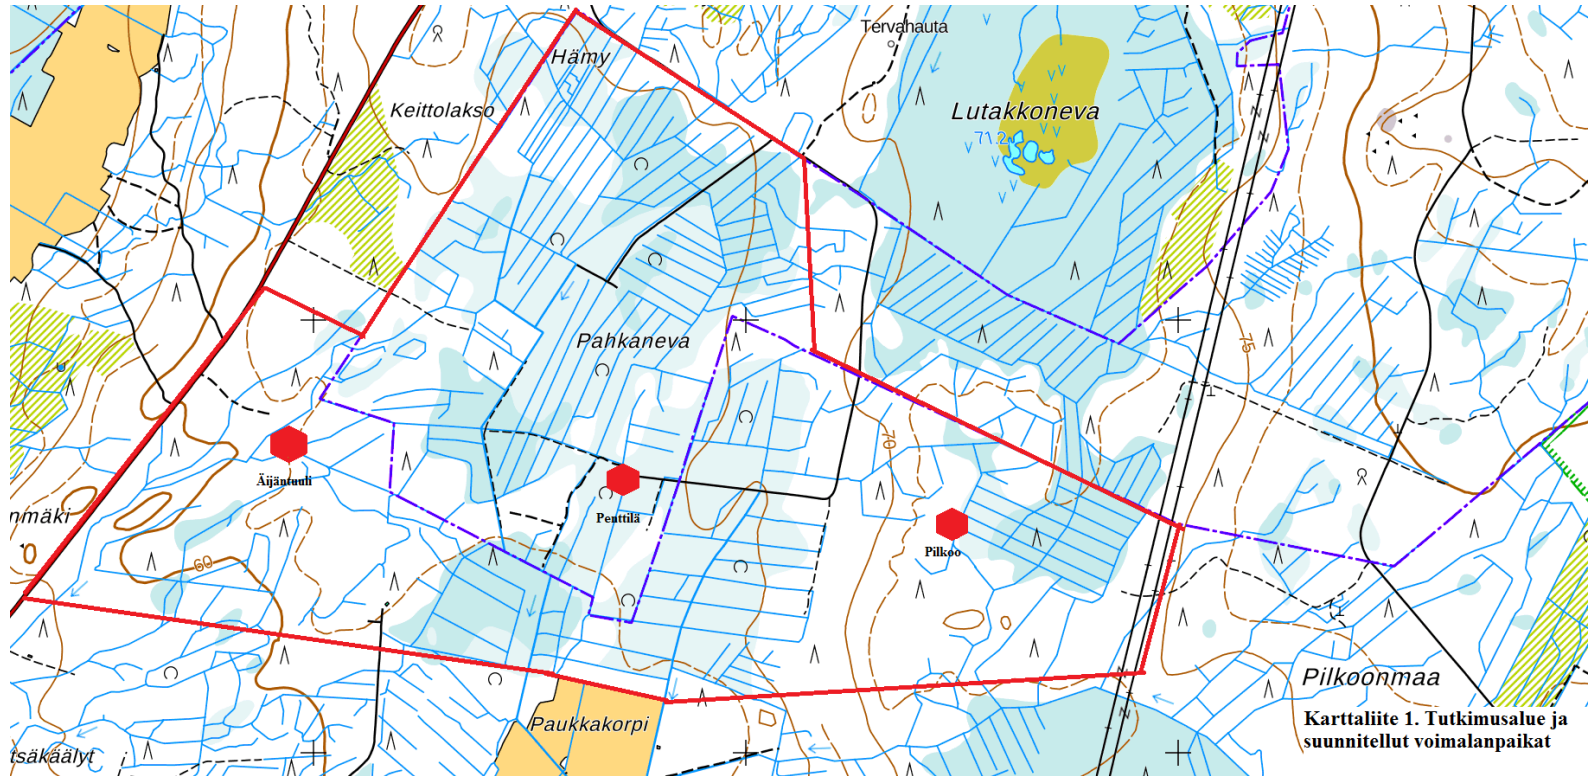 Tervahauta
Hämy
Keittolakso
Lutakkoneva
71.2
Pahkaneva
75
70
Äijäntuuli
Penttilä
Pilkoo
nmäki
60
Pilkoonmaa
Paukkakorpi
tsäkäälyt
Karttaliite 1. Tutkimusalue ja
suunnitellut voimalanpaikat